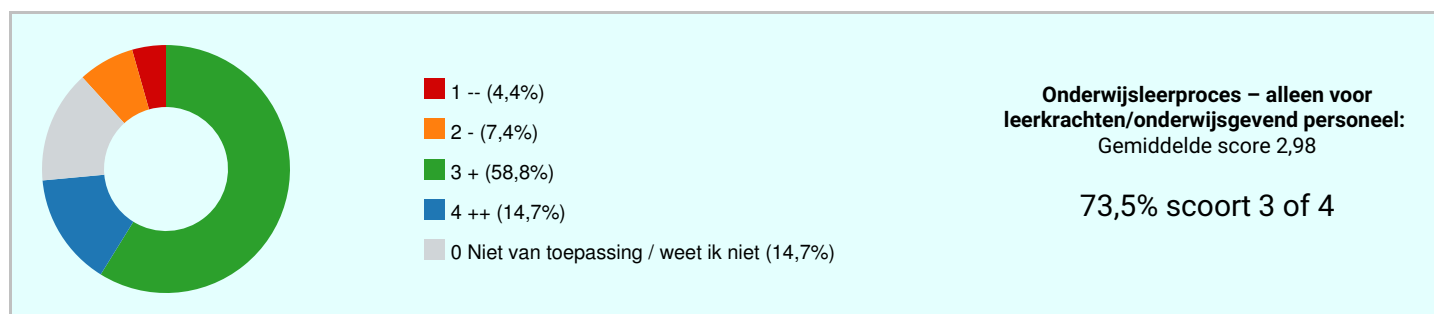 1 -- (4,4%)
2 - (7,4%)
3 + (58,8%)
4 ++ (14,7%)
0 Niet van toepassing / weet ik niet (14,7%)
Onderwijsleerproces – alleen voor
leerkrachten/onderwijsgevend personeel:
Gemiddelde score 2,98
73,5% scoort 3 of 4